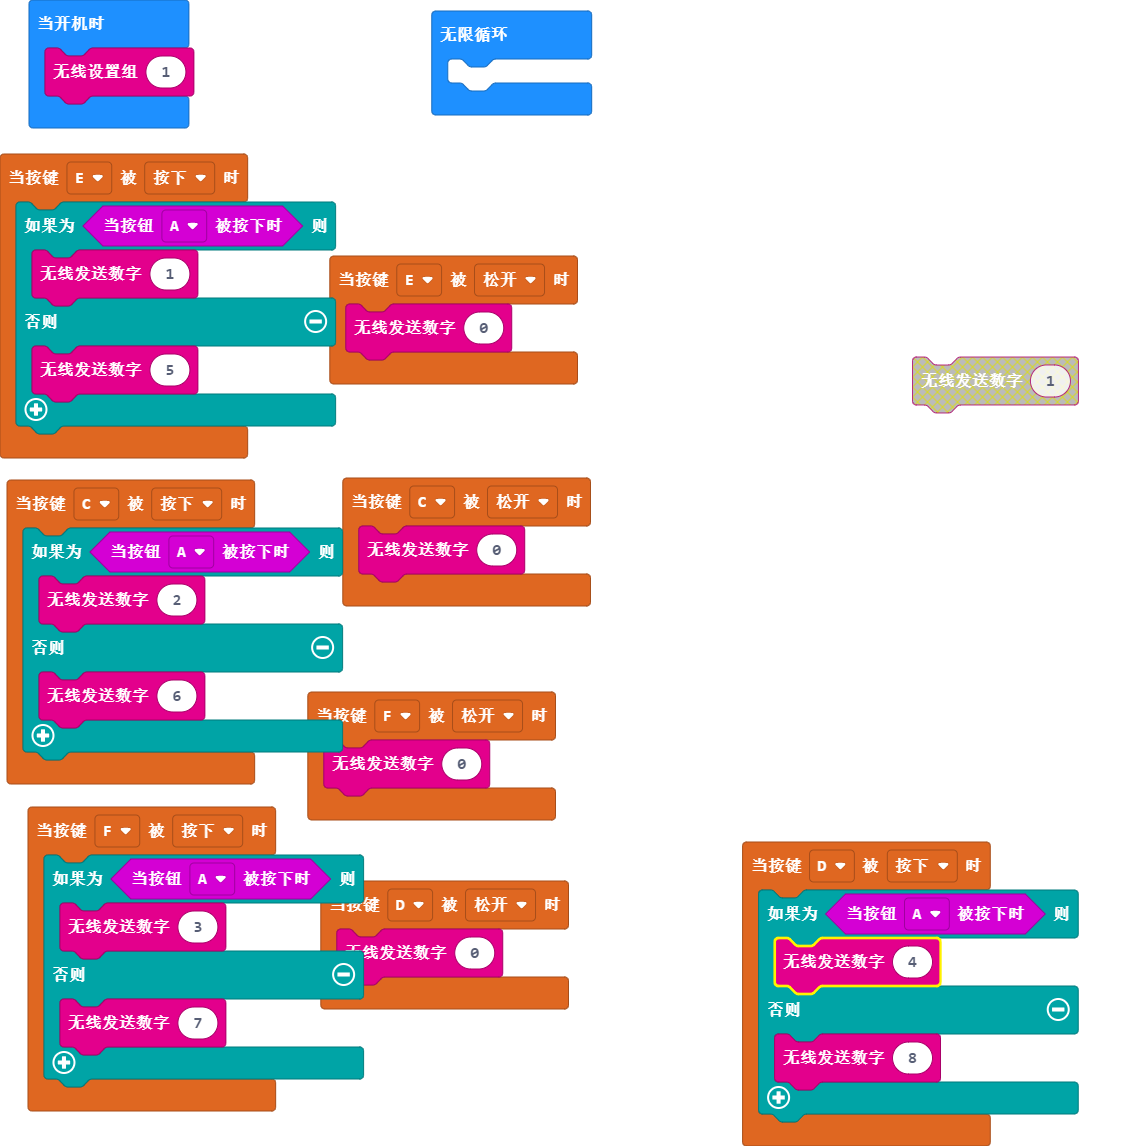 当开机时
无线设置组 1
无限循环
当按键 E 被 按下 时
如果为 当按钮 A 被按下时 则
无线发送数字 1
否则
无线发送数字 5
当按键 E 被 松开 时
无线发送数字 0
无线发送数字 1
当按键 C 被 按下 时
如果为 当按钮 A 被按下时 则
无线发送数字 2
否则
无线发送数字 6
当按键 C 被 松开 时
无线发送数字 0
当按键 F 被 松开 时
无线发送数字 0
当按键 F 被 按下 时
如果为 当按钮 A 被按下时 则
无线发送数字 3
否则
无线发送数字 7
当按键 D 被 松开 时
无线发送数字 0
当按键 D 被 按下 时
如果为 当按钮 A 被按下时 则
无线发送数字 4
否则
无线发送数字 8